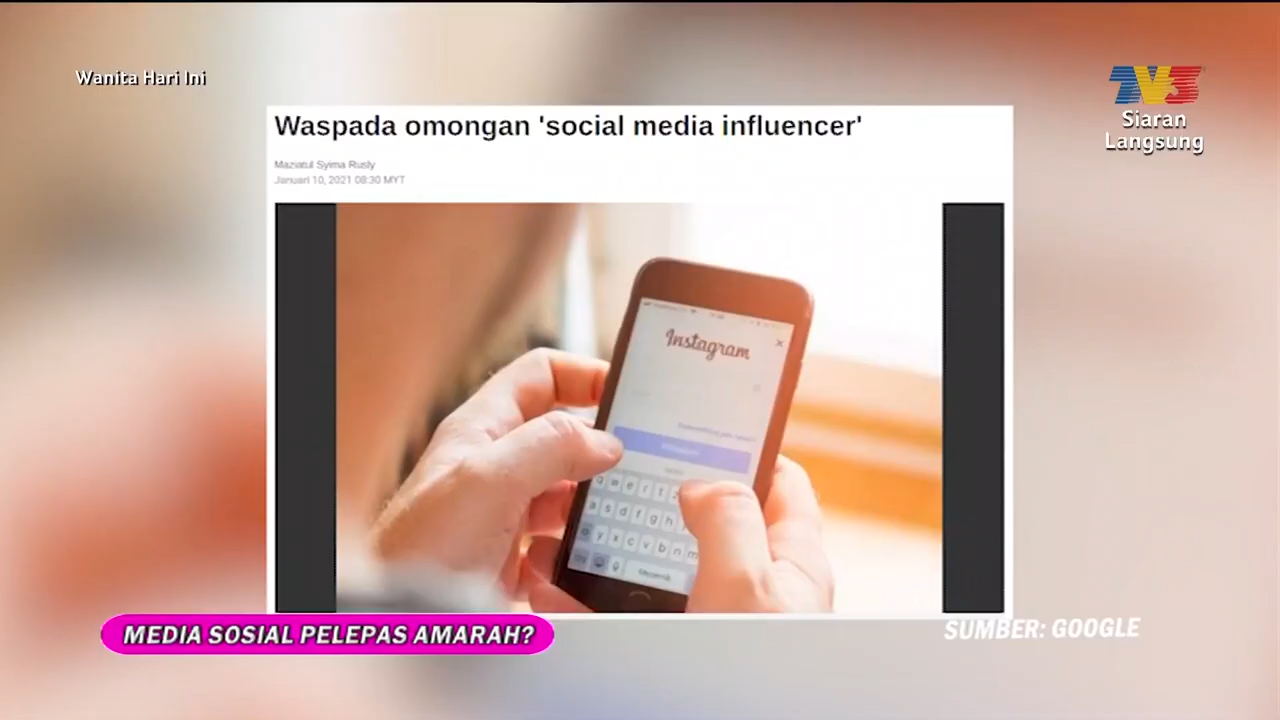 Wanita Hari Ini
TV3
Siaran
Langsung
Waspada omongan 'social media influencer'
Maziatul Syima Rusly
Januari 10, 2021 08:30 MYT
Instagram
q w e r t z
a s d f g h
y x c v b n m
MEDIA SOSIAL PELEPAS AMARAH?
SUMBER: GOOGLE